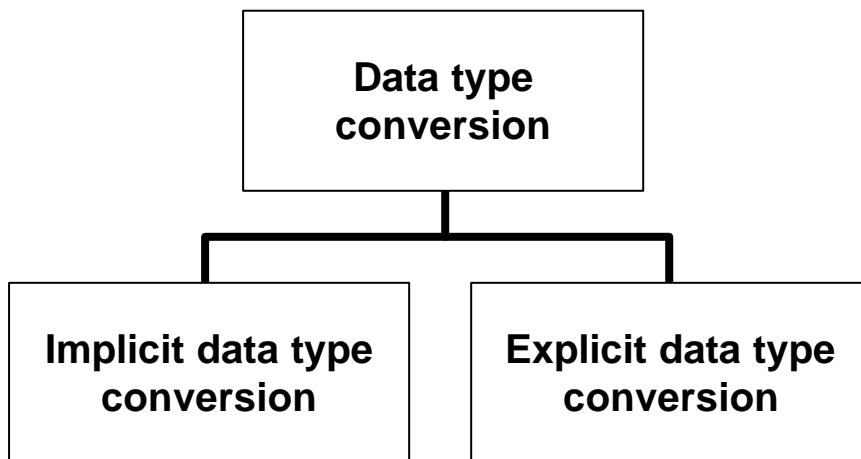 Data type
conversion
Implicit data type
conversion
Explicit data type
conversion